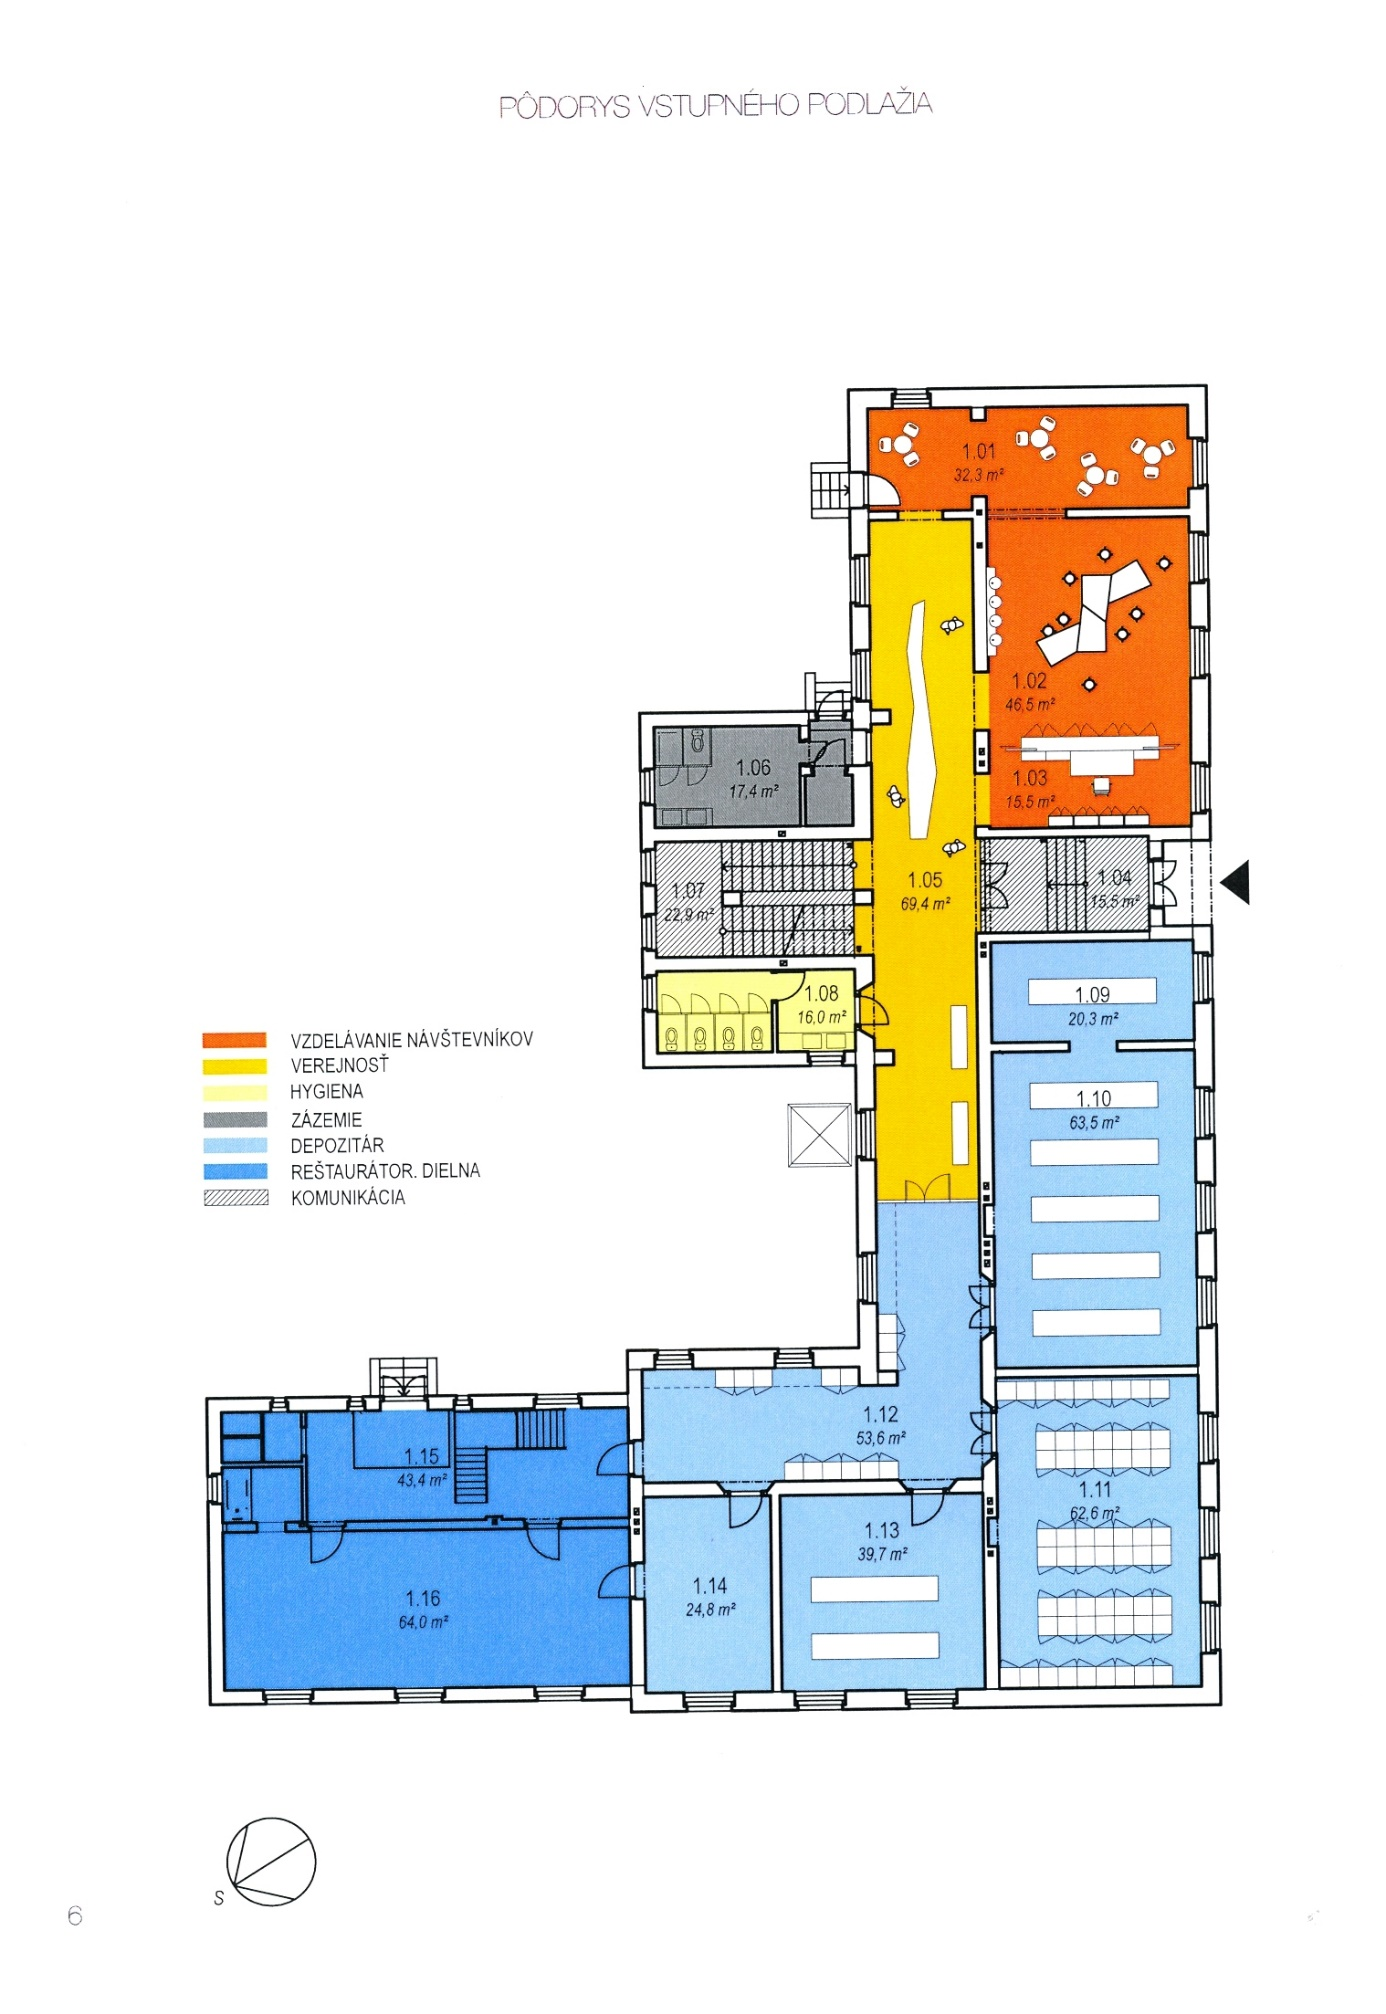 PÔDORYS VSTUPNÉHO PODLAŽIA
1.01
32,3 m²
1.02
46,5 m²
1.03
15,5 m²
1.06
17,4 m²
1.07
22,9 m²
1.05
69,4 m²
1.04
15,5 m²
1.08
16,0 m²
1.09
20,3 m²
1.10
63,5 m²
VZDELÁVANIE NÁVŠTEVNÍKOV
VEREJNOSŤ
HYGIENA
ZÁZEMIE
DEPOZITÁR
REŠTAURÁTOR. DIELNA
KOMUNIKÁCIA
1.12
53,6 m²
1.15
43,4 m²
1.11
62,6 m²
1.13
39,7 m²
1.14
24,8 m²
1.16
64,0 m²
S
6